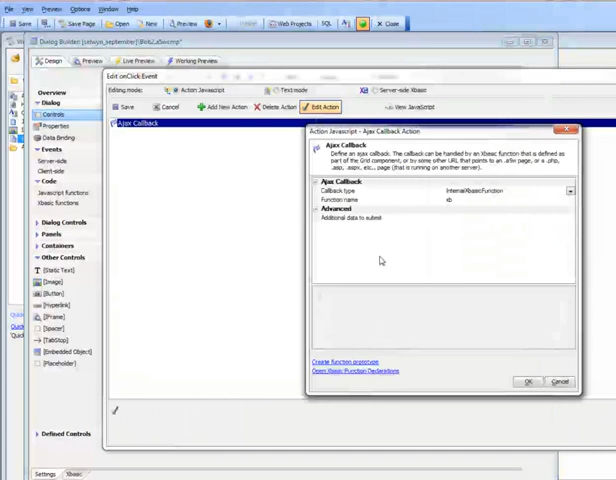 File View Preview Options Window Help
Save Save Page Open New Preview Web Projects SQL Close
Design Preview Live Preview Working Preview
Edit onClick Event
Overview
Dialog
Controls
Properties
Data Binding
Events
Server-side
Client-side
Code
Javascript functions
Xbasic functions
Dialog Controls
Panels
Containers
Other Controls
[Static Text]
[Image]
[Button]
[Hyperlink]
[IFrame]
[Spacer]
[TabStop]
[Embedded Object]
[Placeholder]
Defined Controls
Settings Xbasic
Editing mode: Action Javascript Text mode Server-side Xbasic
Save Cancel Add New Action Delete Action Edit Action View JavaScript
Ajax Callback
Action Javascript - Ajax Callback Action
Ajax Callback
Define an ajax callback. The callback can be handled by an Xbasic function that is defined as
part of the Grid component, or by some other URL that points to an .a5w page, or a .php,
.asp, .aspx, etc., page (that is running on another server).
Ajax Callback
Callback type InternalXbasicFunction
Function name xb
Advanced
Additional data to submit
Create function prototype
Open Xbasic Function Declarations
OK Cancel